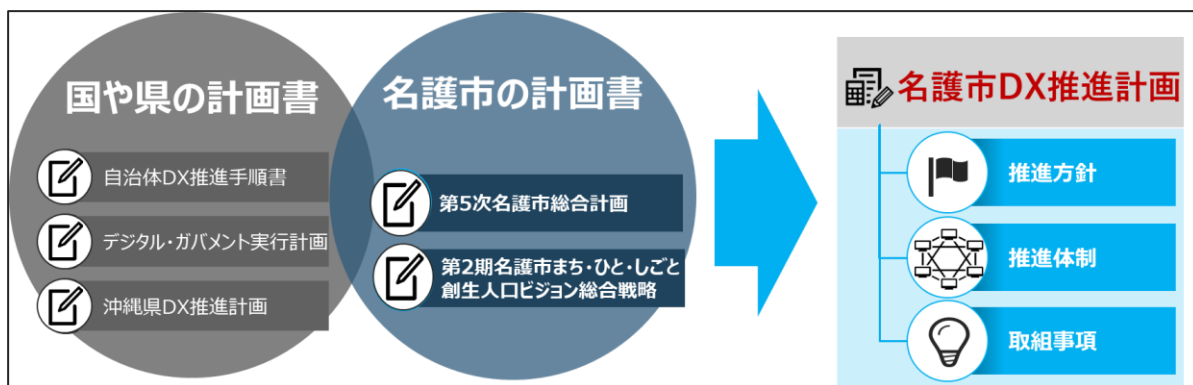 国や県の計画書
自治体DX推進手順書
デジタル・ガバメント実行計画
沖縄県DX推進計画
名護市の計画書
第5次名護市総合計画
第2期名護市まち・ひと・しごと
創生人口ビジョン総合戦略
名護市DX推進計画
推進方針
推進体制
取組事項